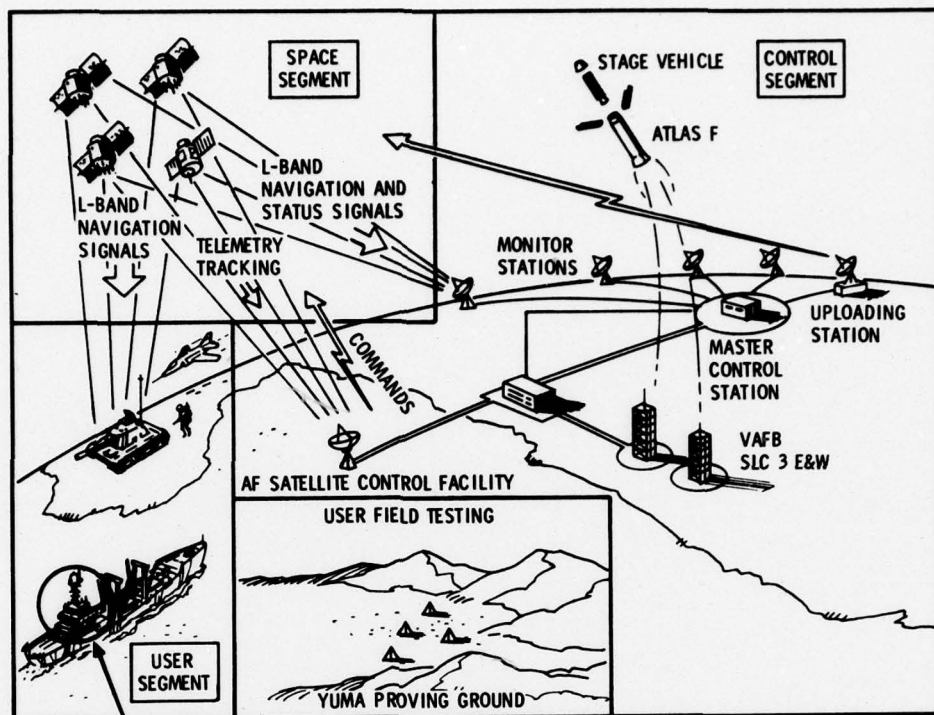 SPACE
SEGMENT
STAGE VEHICLE
CONTROL
SEGMENT
ATLAS F
L-BAND
NAVIGATION AND
STATUS SIGNALS
L-BAND
NAVIGATION
SIGNALS
TELEMETRY
TRACKING
MONITOR
STATIONS
UPLOADING
STATION
COMMANDS
MASTER
CONTROL
STATION
VAFB
SLC 3 E&W
AF SATELLITE CONTROL FACILITY
USER FIELD TESTING
USER
SEGMENT
YUMA PROVING GROUND